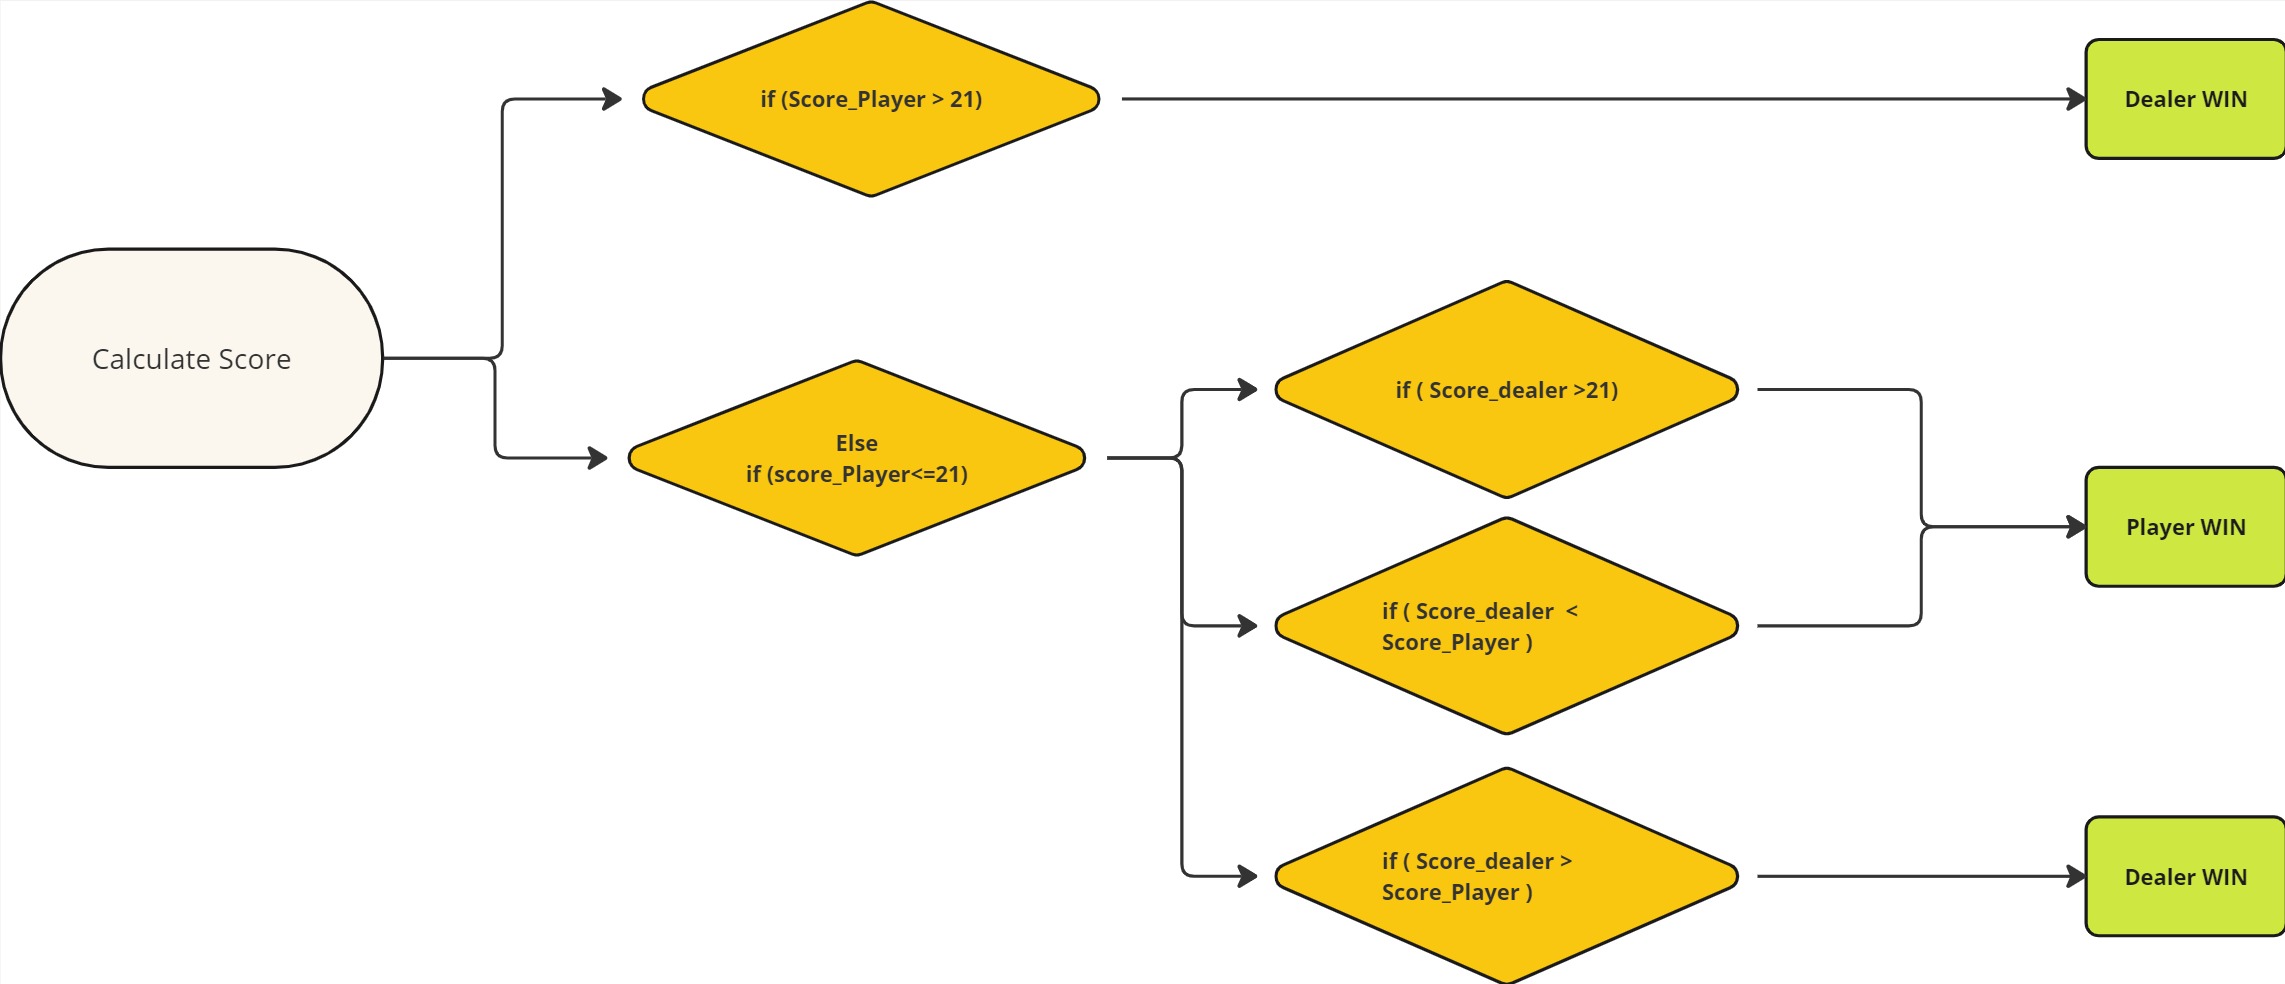 if (Score_Player > 21)
Dealer WIN
Calculate Score
Else
if (score_Player<=21)
if ( Score_dealer >21)
if ( Score_dealer  <
Score_Player )
Player WIN
if ( Score_dealer >
Score_Player )
Dealer WIN